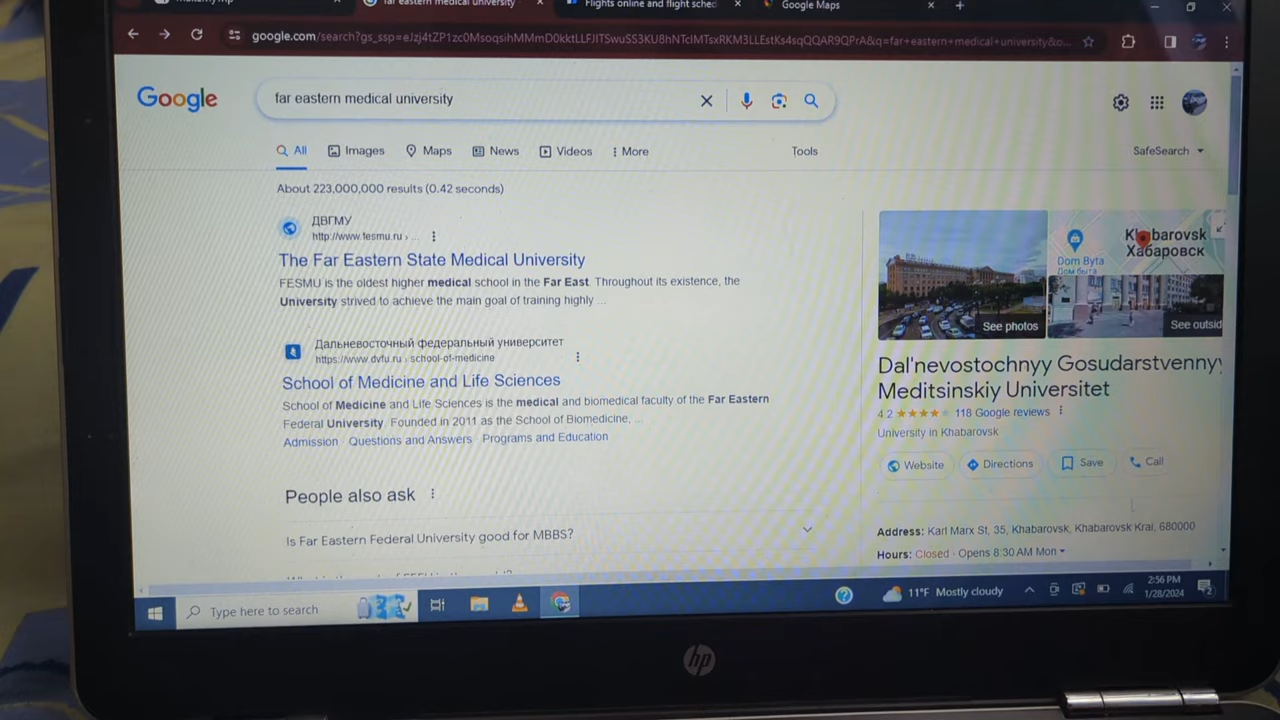 far eastern medical university
Flights online and flight sched
Google Maps
google.com/search?gs_ssp=eJzj4tZP1zc0MsoqsihMMmD0kktLLFJITSwuSS3KU8hNTcIMTsxRKM3LLEstKs4sqQQAR9QPrA&q=far+eastern+medical+university&o...
Google
far eastern medical university
All Images Maps News Videos More Tools SafeSearch
About 223,000,000 results (0.42 seconds)
ДВГМУ
http://www.fesmu.ru › ...
The Far Eastern State Medical University
FESMU is the oldest higher medical school in the Far East. Throughout its existence, the
University strived to achieve the main goal of training highly ...
Дальневосточный федеральный университет
https://www.dvfu.ru › school-of-medicine
School of Medicine and Life Sciences
School of Medicine and Life Sciences is the medical and biomedical faculty of the Far Eastern
Federal University. Founded in 2011 as the School of Biomedicine, ...
Admission Questions and Answers Programs and Education
People also ask
Is Far Eastern Federal University good for MBBS?
Dom Byta
Дом быта
Khabarovsk
Хабаровск
See photos
See outsid
Dal'nevostochnyy Gosudarstvennyy
Meditsinskiy Universitet
4.2 118 Google reviews
University in Khabarovsk
Website Directions Save Call
Address: Karl Marx St, 35, Khabarovsk, Khabarovsk Krai, 680000
Hours: Closed · Opens 8:30 AM Mon
Type here to search
11°F Mostly cloudy
2:56 PM
1/28/2024
2
hp